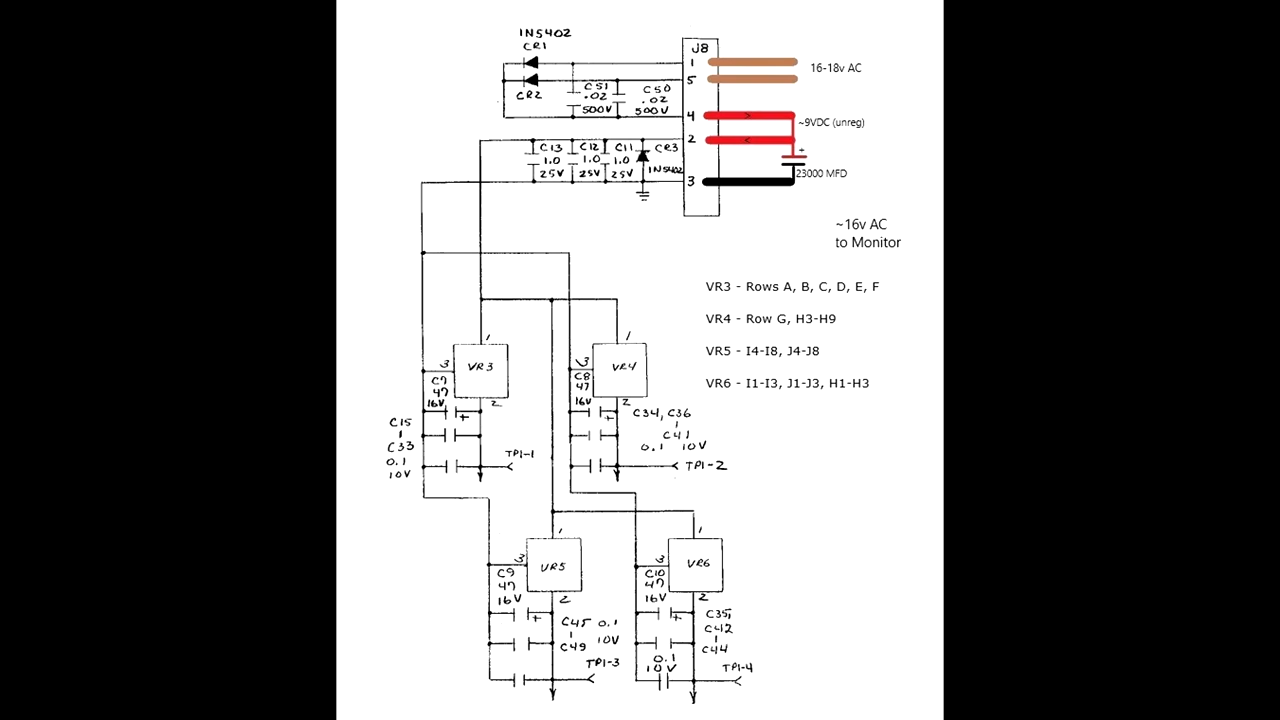 1N5402
CR1
J8
1
5
16-18v AC
CR2
C51
.02
500V
C50
.02
500V
4
~9VDC (unreg)
2
C13
1.0
25V
C12
1.0
25V
C11
1.0
25V
CR3
1N5402
+
3
23000 MFD
~16v AC
to Monitor
VR3 - Rows A, B, C, D, E, F
VR4 - Row G, H3-H9
VR5 - I4-I8, J4-J8
VR6 - I1-I3, J1-J3, H1-H3
1
3
VR3
C7
47
16V
2
+
1
3
VR4
C8
47
16V
2
+
C15
C33
0.1
10V
TP1-1
C34, C36
C41
0.1 10V
TP1-2
1
3
VR5
C9
47
16V
2
+
C45 0.1
10V
C49
TP1-3
1
3
VR6
C10
47
16V
2
+
C35,
C42
C44
0.1
10V
TP1-4